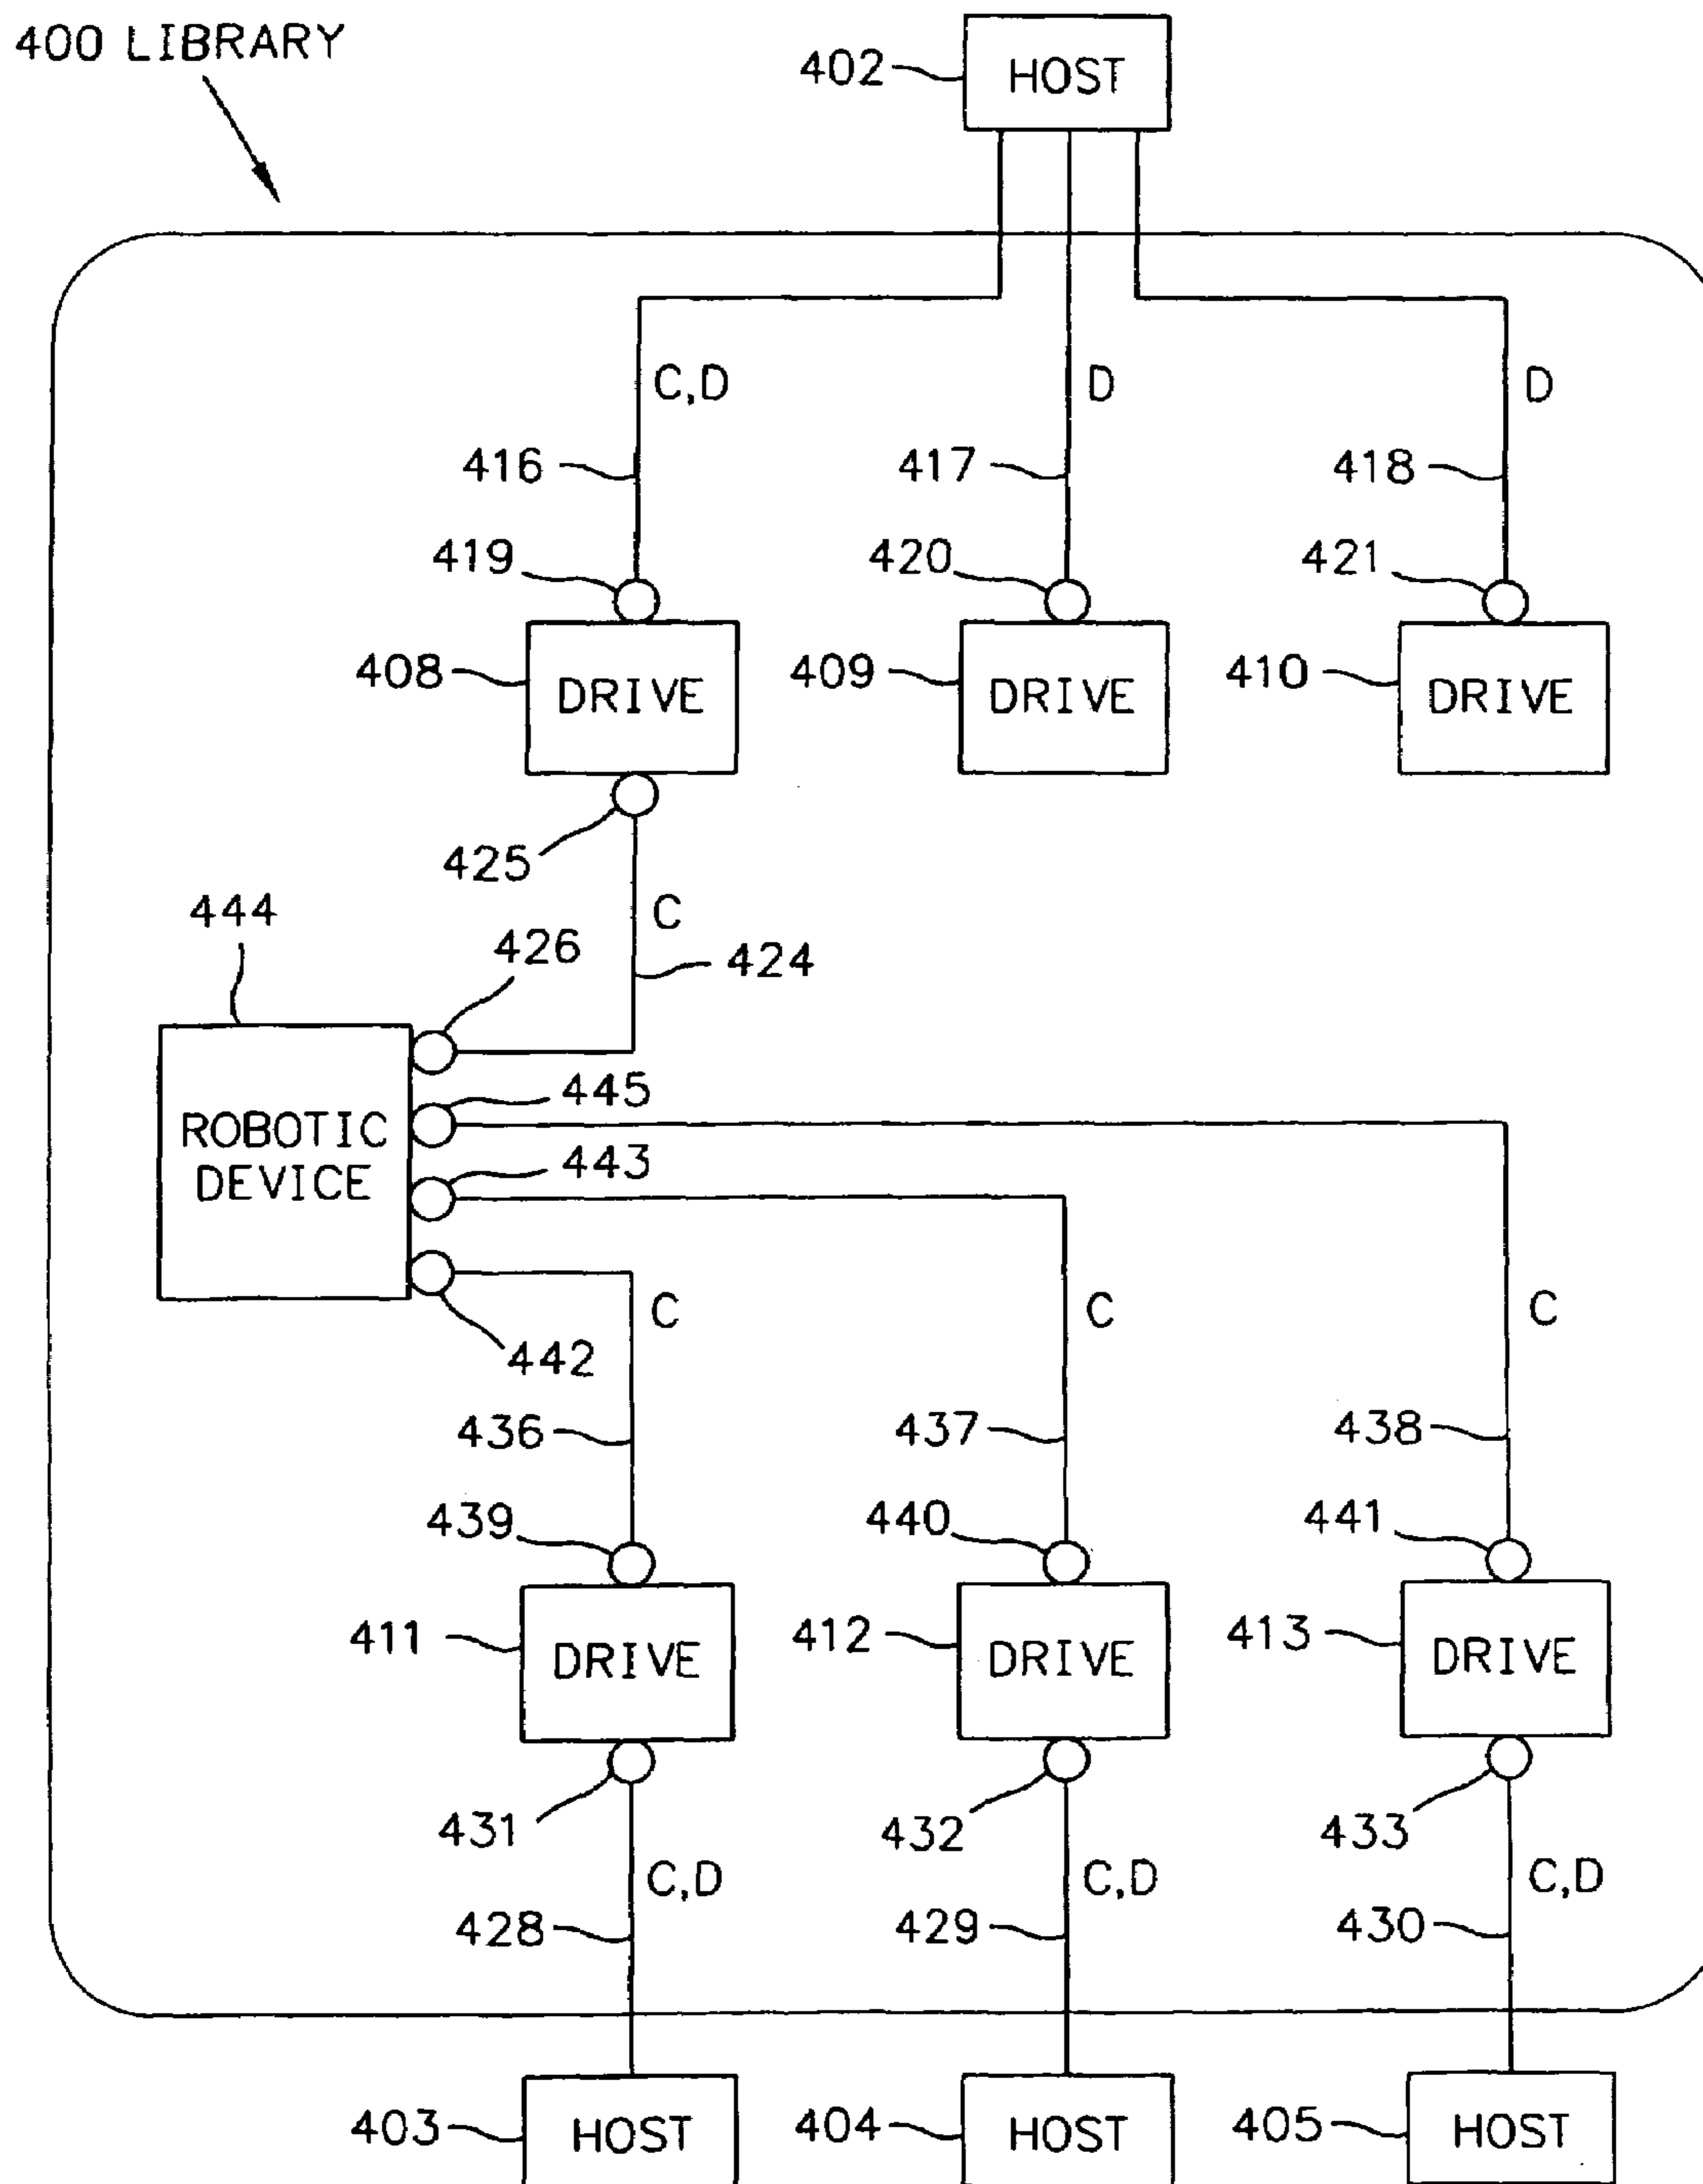 400 LIBRARY
402
HOST
C,D
D
D
416
417
418
419
420
421
408
DRIVE
409
DRIVE
410
DRIVE
425
C
444
426
424
445
ROBOTIC
DEVICE
443
442
C
C
C
436
437
438
439
440
441
411
DRIVE
412
DRIVE
413
DRIVE
431
432
433
C,D
C,D
C,D
428
429
430
403
HOST
404
HOST
405
HOST